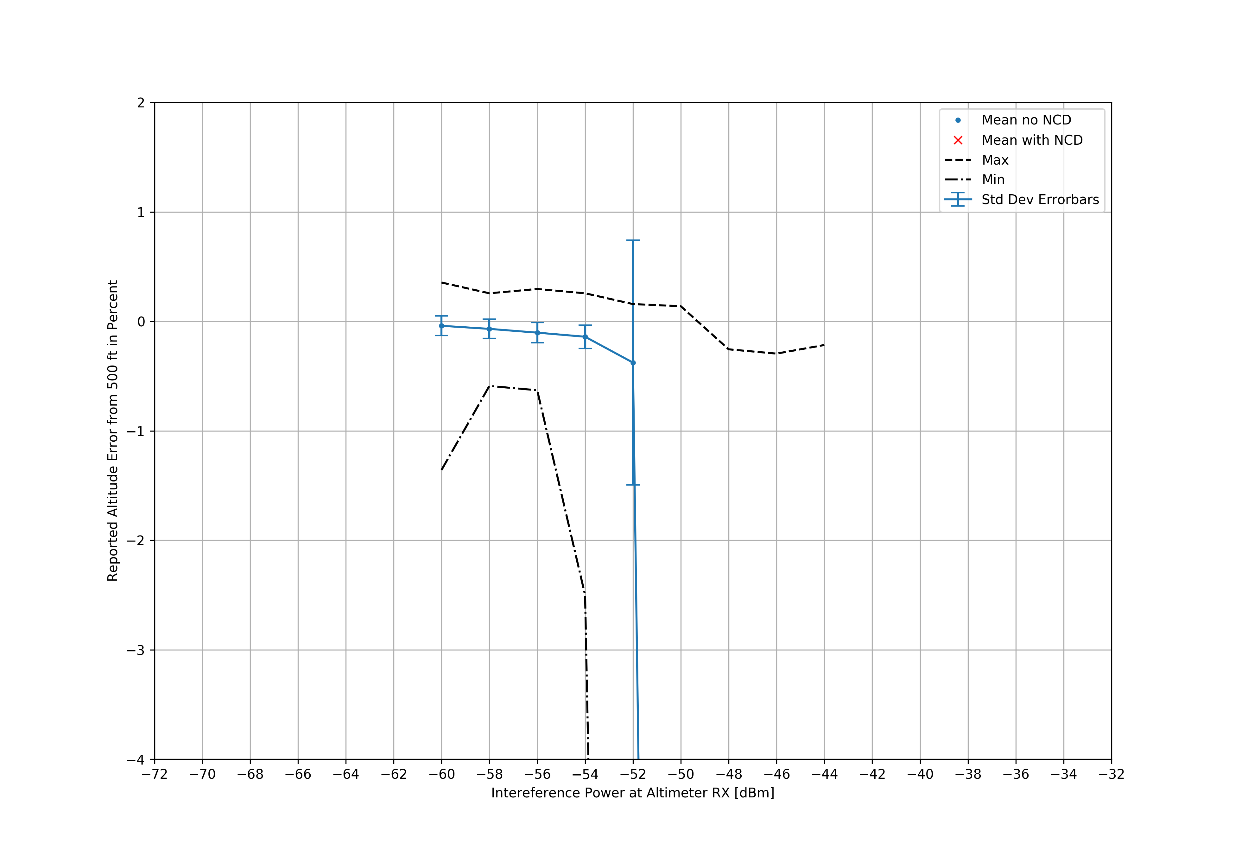 2
1
0
−1
−2
−3
−4
Reported Altitude Error from 500 ft in Percent
Mean no NCD
Mean with NCD
Max
Min
Std Dev Errorbars
−72 −70 −68 −66 −64 −62 −60 −58 −56 −54 −52 −50 −48 −46 −44 −42 −40 −38 −36 −34 −32
Intereference Power at Altimeter RX [dBm]